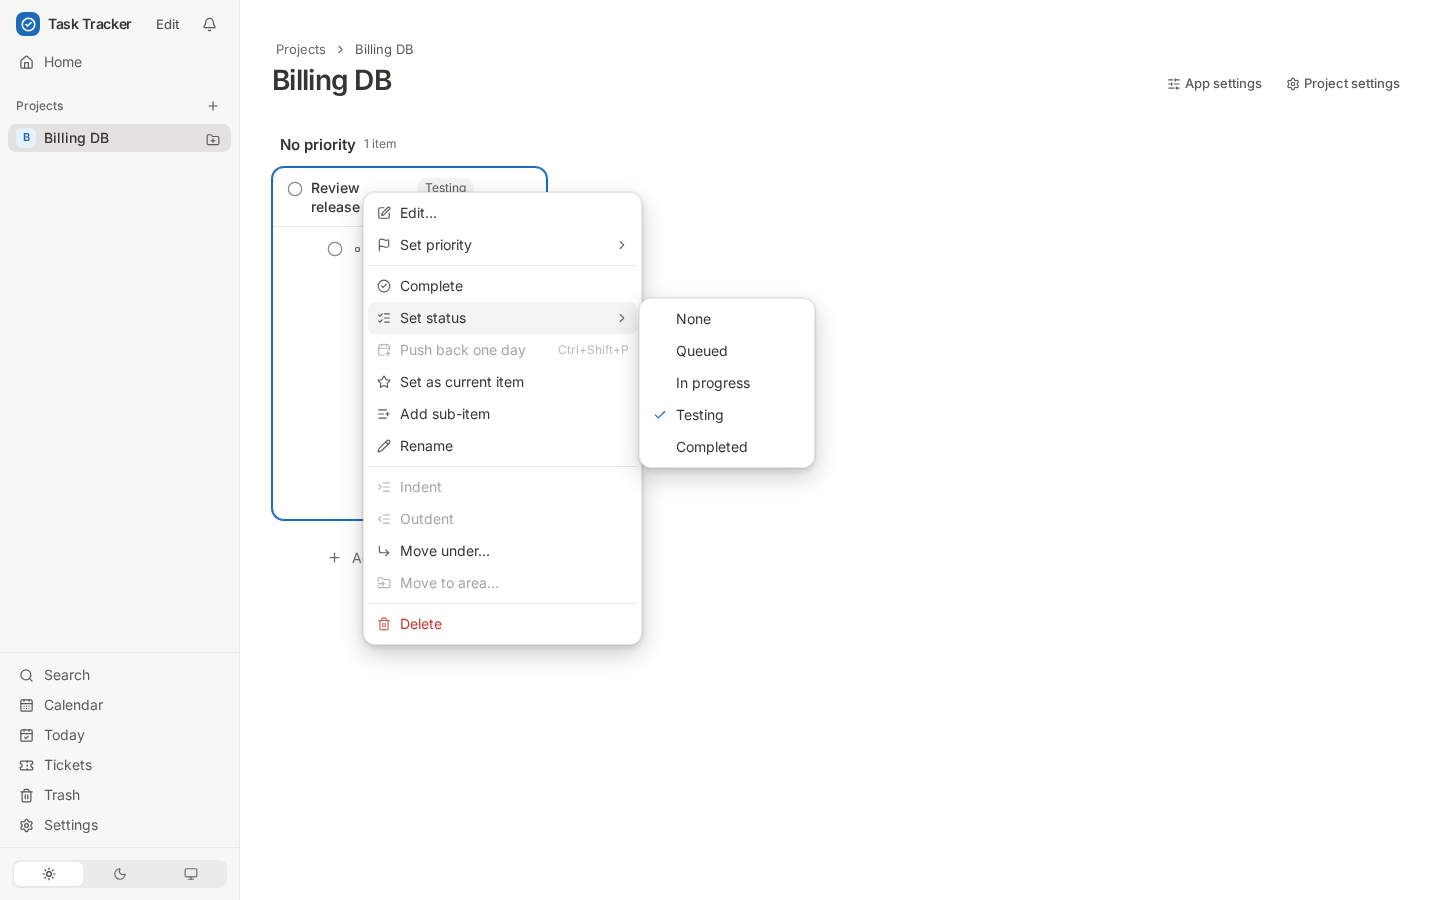 Task Tracker
Edit
Home
Projects
B
Billing DB
Search
Calendar
Today
Tickets
Trash
Settings
Projects
Billing DB
Billing DB
App settings
Project settings
No priority
1 item
Review
release
Testing
Edit...
Set priority
Complete
Set status
Push back one day
Ctrl+Shift+P
Set as current item
Add sub-item
Rename
Indent
Outdent
Move under...
Move to area...
Delete
None
Queued
In progress
Testing
Completed